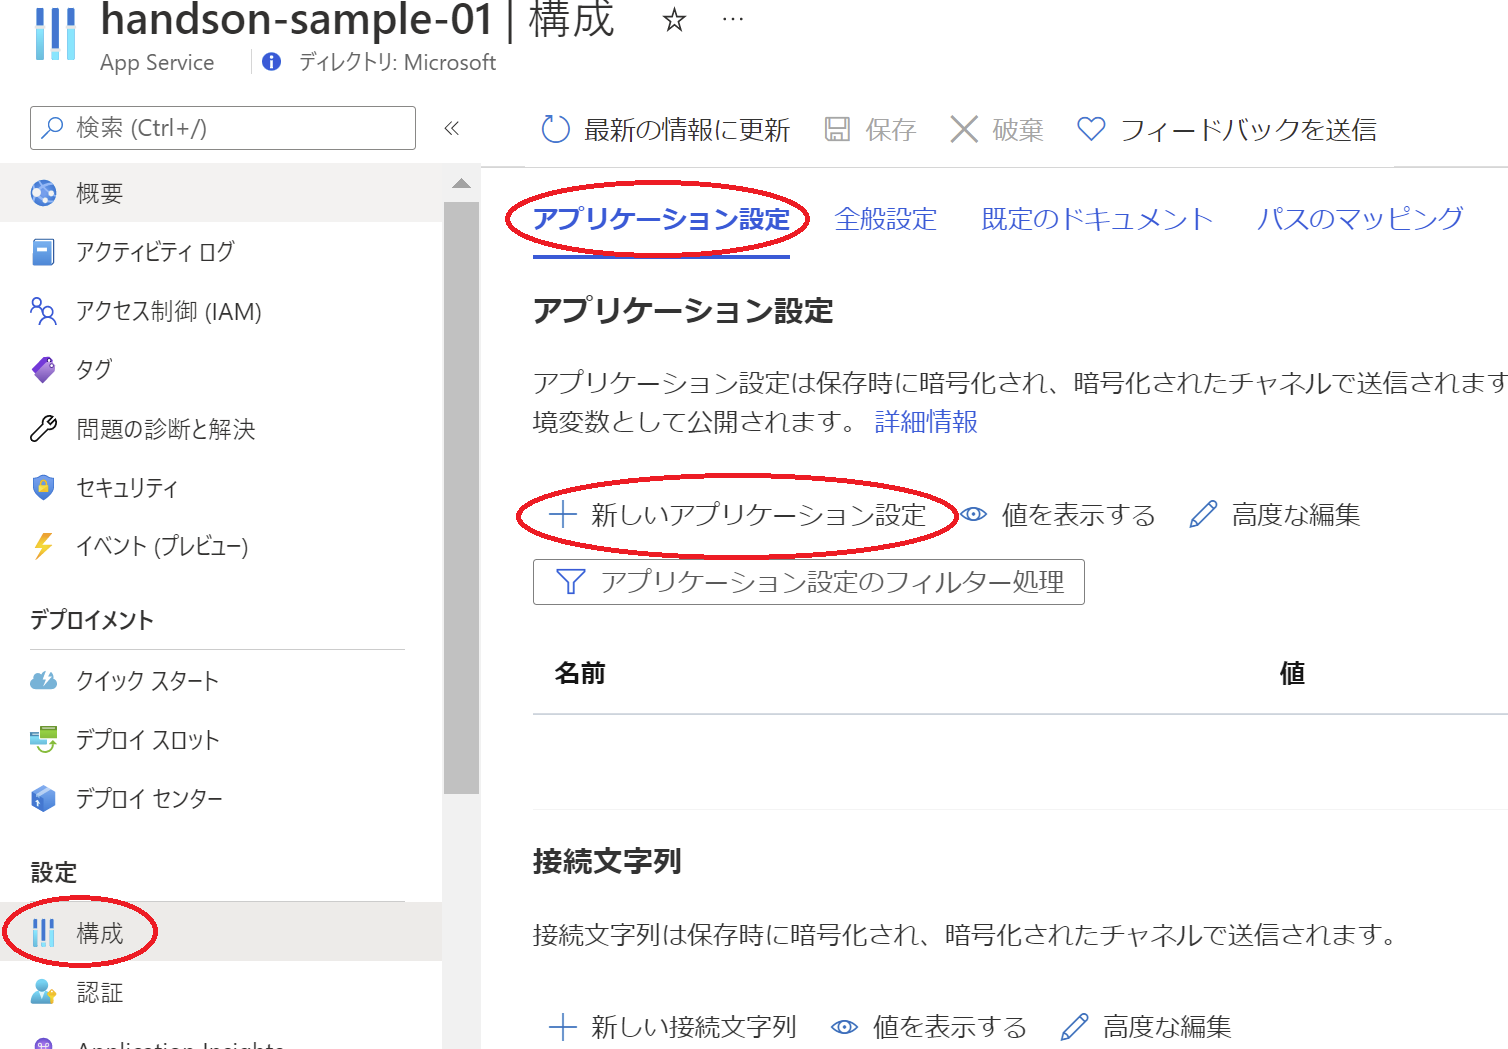 handson-sample-01 | 構成 ☆ …
App Service ディレクトリ: Microsoft
検索 (Ctrl+/) «
概要
アクティビティ ログ
アクセス制御 (IAM)
タグ
問題の診断と解決
セキュリティ
イベント (プレビュー)
デプロイメント
クイック スタート
デプロイ スロット
デプロイ センター
設定
構成
認証
Application Insights
最新の情報に更新 保存 破棄 フィードバックを送信
アプリケーション設定 全般設定 既定のドキュメント パスのマッピング
アプリケーション設定
アプリケーション設定は保存時に暗号化され、暗号化されたチャネルで送信されます
境変数として公開されます。 詳細情報
新しいアプリケーション設定 値を表示する 高度な編集
アプリケーション設定のフィルター処理
名前 値
接続文字列
接続文字列は保存時に暗号化され、暗号化されたチャネルで送信されます。
新しい接続文字列 値を表示する 高度な編集